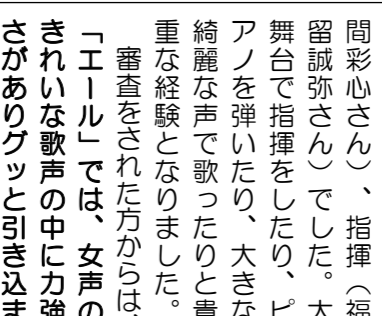 間彩心さん）、指揮（福
留誠弥さん）でした。大
舞台で指揮をしたり、ピ
アノを弾いたり、大きな
綺麗な声で歌ったりと貴
重な経験となりました。
審査をされた方からは、
「エール」では、女声の
きれいな歌声の中に力強
さがありグッと引き込ま